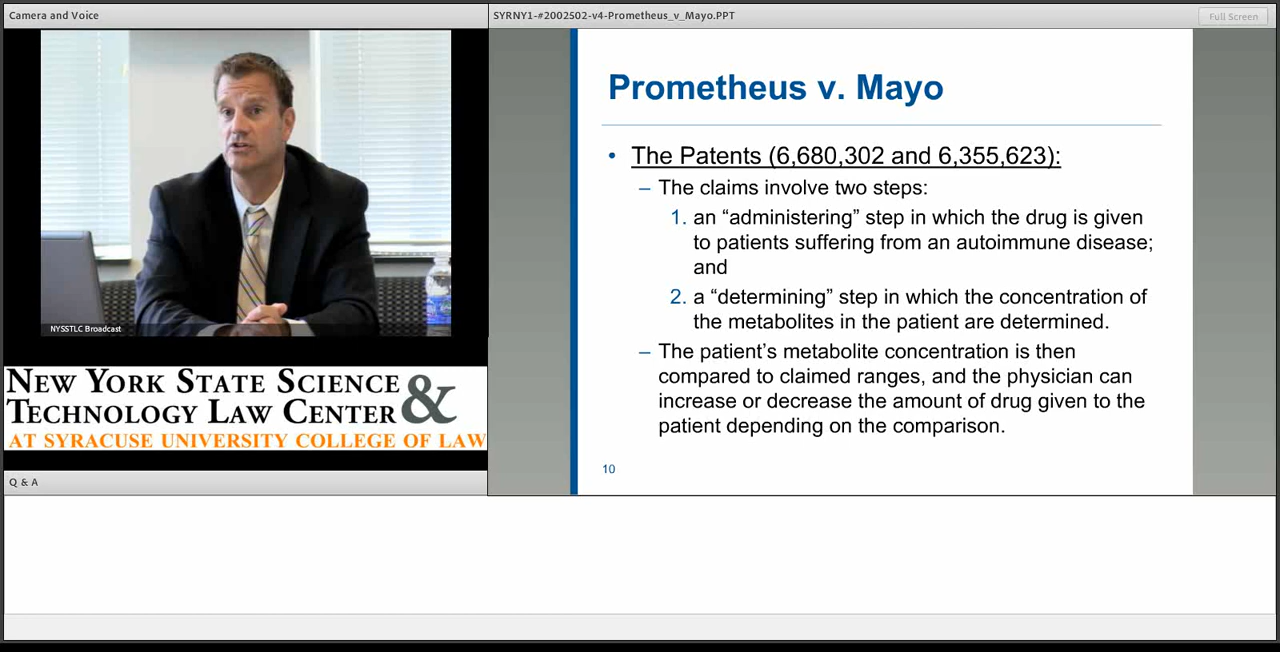 Camera and Voice
NYSSTLC Broadcast
NEW YORK STATE SCIENCE &
TECHNOLOGY LAW CENTER
AT SYRACUSE UNIVERSITY COLLEGE OF LAW
Q & A
SYRNY1-#2002502-v4-Prometheus_v_Mayo.PPT
Full Screen
Prometheus v. Mayo
• The Patents (6,680,302 and 6,355,623):
– The claims involve two steps:
1. an “administering” step in which the drug is given
to patients suffering from an autoimmune disease;
and
2. a “determining” step in which the concentration of
the metabolites in the patient are determined.
– The patient’s metabolite concentration is then
compared to claimed ranges, and the physician can
increase or decrease the amount of drug given to the
patient depending on the comparison.
10